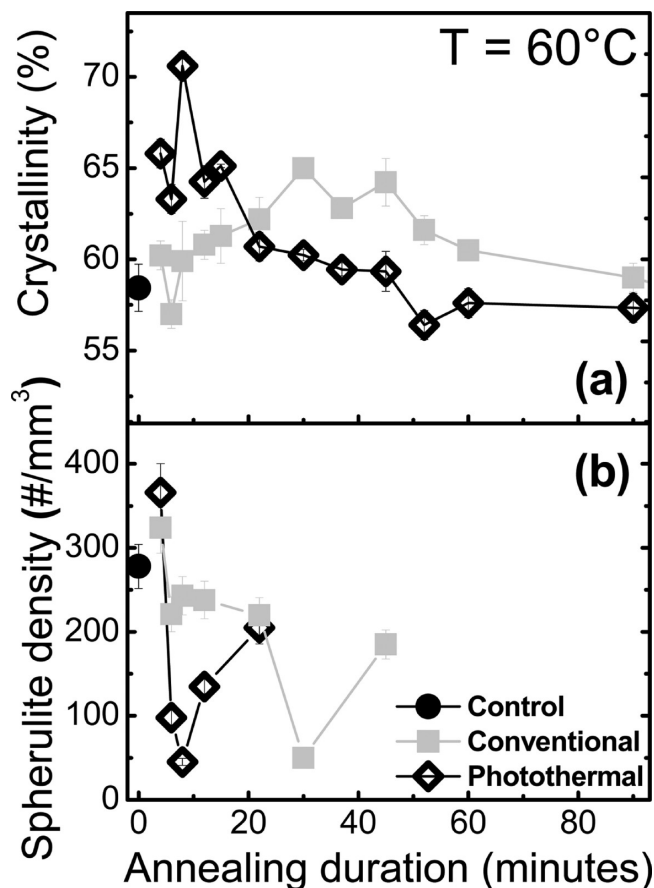 T = 60°C
Crystallinity (%)
70
65
60
55
(a)
Spherulite density (#/mm³)
400
300
200
100
0
(b)
Control
Conventional
Photothermal
0 20 40 60 80
Annealing duration (minutes)